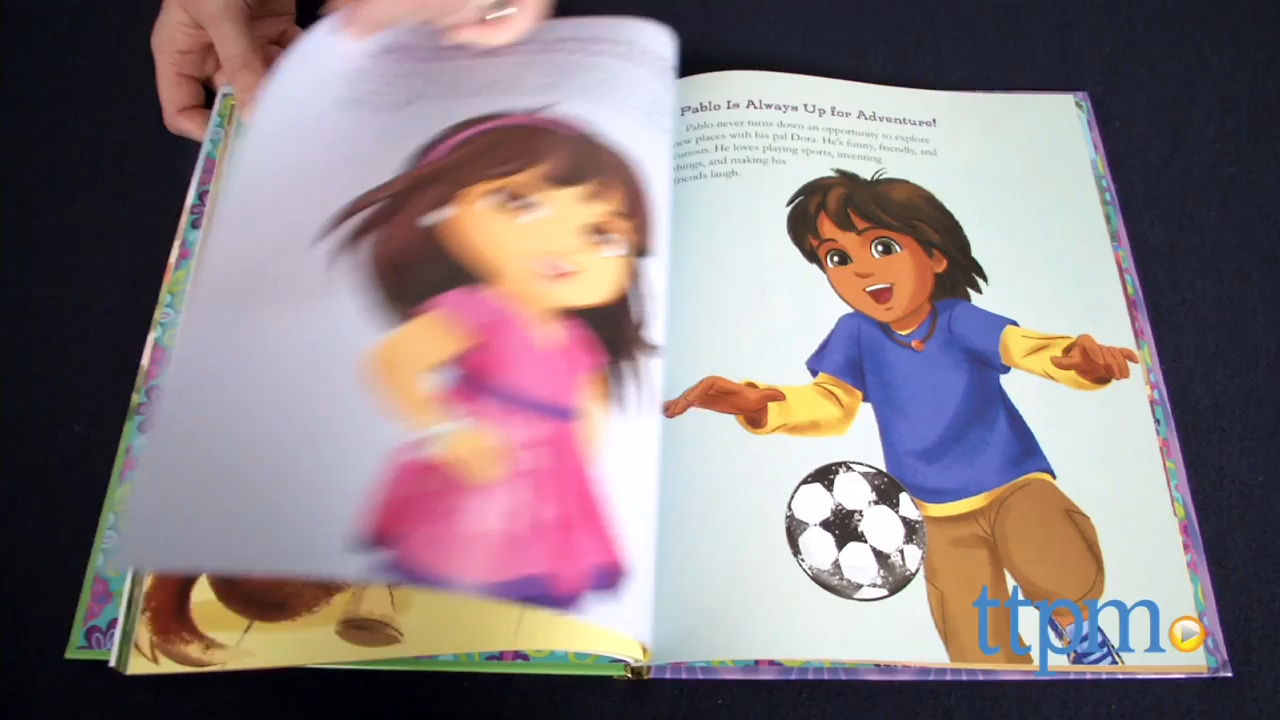 Pablo Is Always Up for Adventure!
Pablo never turns down an opportunity to explore
new places with his pal Dora. He's funny, friendly, and
curious. He loves playing sports, inventing
things, and making his
friends laugh.
ttpm